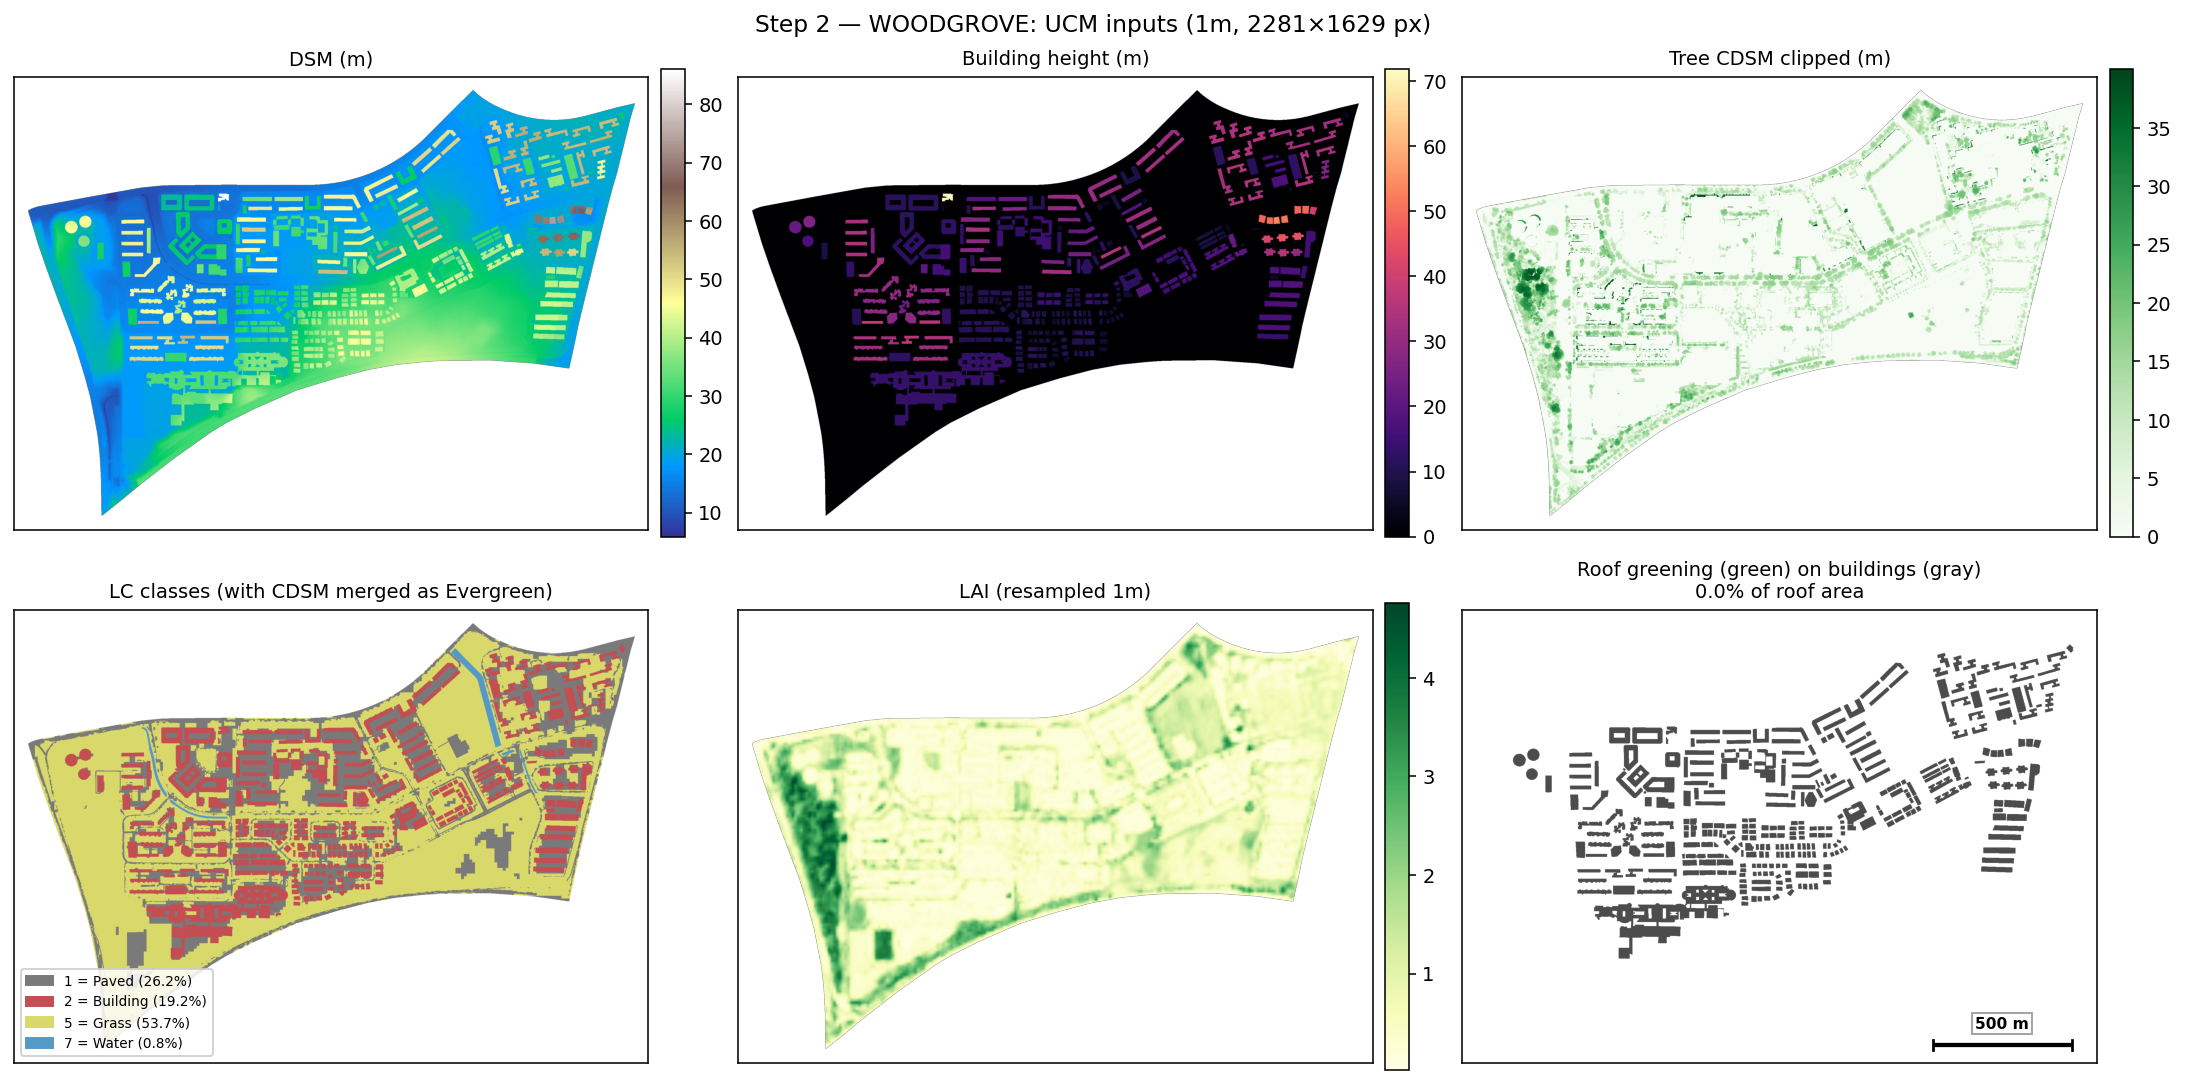 Step 2 — WOODGROVE: UCM inputs (1m, 2281×1629 px)
DSM (m)
80
70
60
50
40
30
20
10
Building height (m)
70
60
50
40
30
20
10
0
Tree CDSM clipped (m)
35
30
25
20
15
10
5
0
LC classes (with CDSM merged as Evergreen)
1 = Paved (26.2%)
2 = Building (19.2%)
5 = Grass (53.7%)
7 = Water (0.8%)
LAI (resampled 1m)
4
3
2
1
Roof greening (green) on buildings (gray)
0.0% of roof area
500 m